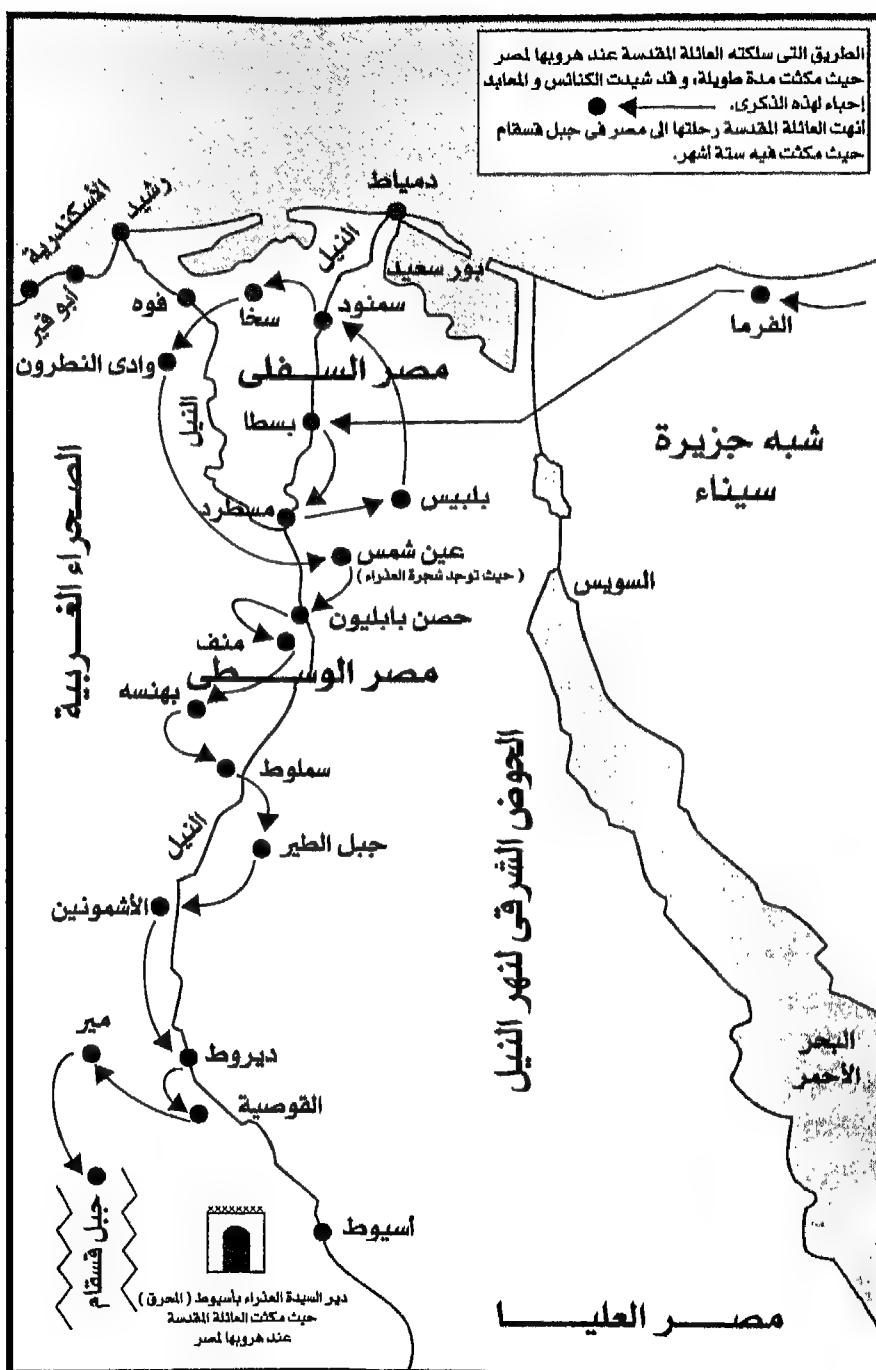 الطريق التى سلكته العائلة المقدسة عند هروبها لمصر
حيث مكثت مدة طويلة، و قد شيدت الكنائس و المعابد
إحياء لهذه الذكرى.
أنهت العائلة المقدسة رحلتها الى مصر فى جبل قسقام
حيث مكثت فيه ستة أشهر.
دمياط
رشيد
الأسكندرية
أبو قير
النيل
بور سعيد
فوه
سخا
سمنود
الفرما
وادى النطرون
مصر السفلى
النيل
بسطا
شبه جزيرة
سيناء
الصحراء الغربية
مسطرد
بلبيس
عين شمس
( حيث توجد شجرة العذراء )
السويس
حصن بابليون
منف
مصر الوسطى
بهنسه
سملوط
الحوض الشرقى لنهر النيل
النيل
جبل الطير
الأشمونين
مير
ديروط
القوصية
البحر
الأحمر
جبل قسقام
أسيوط
دير السيدة العذراء بأسيوط ( المحرق )
حيث مكثت العائلة المقدسة
عند هروبها لمصر
مصر العليا